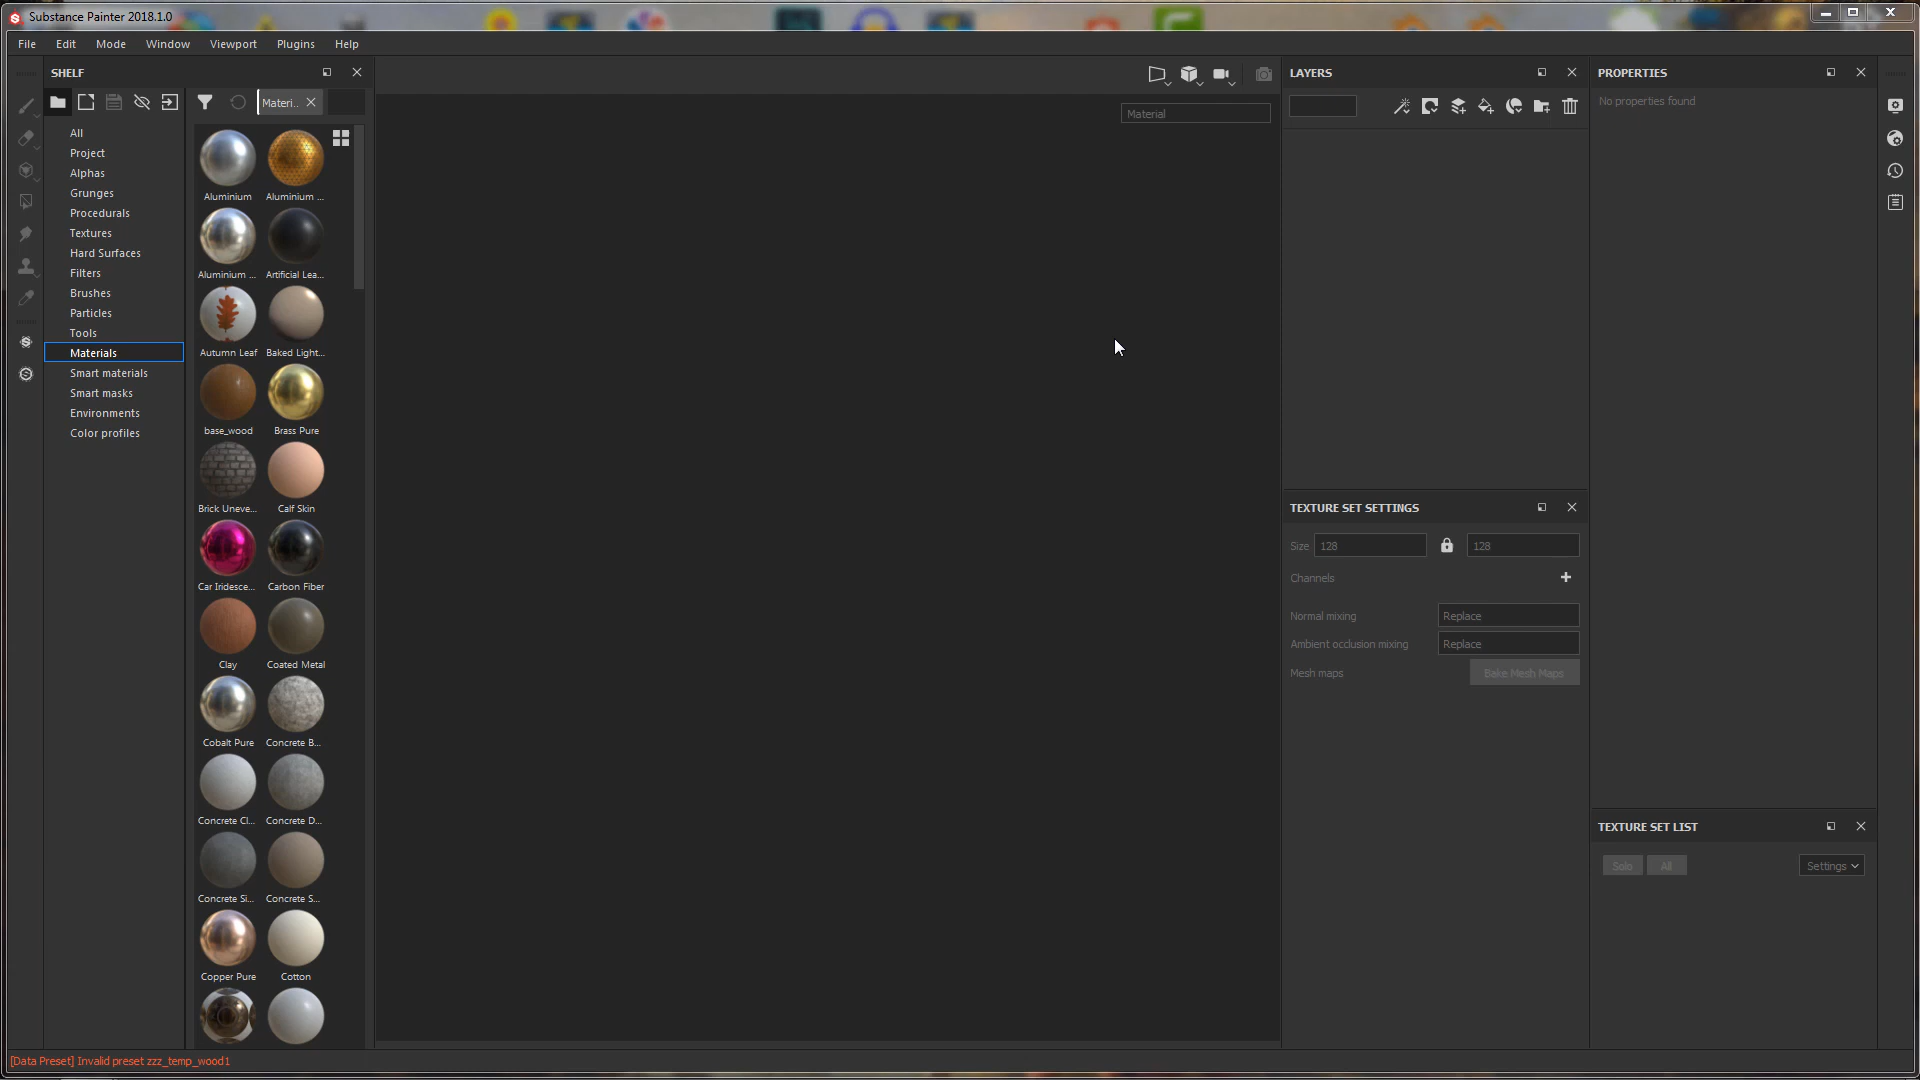 Substance Painter 2018.1.0
File Edit Mode Window Viewport Plugins Help
SHELF
Materi..
All
Project
Alphas
Grunges
Procedurals
Textures
Hard Surfaces
Filters
Brushes
Particles
Tools
Materials
Smart materials
Smart masks
Environments
Color profiles
Aluminium Aluminium ...
Aluminium ... Artificial Lea...
Autumn Leaf Baked Light...
base_wood Brass Pure
Brick Uneve... Calf Skin
Car Iridesce... Carbon Fiber
Clay Coated Metal
Cobalt Pure Concrete B...
Concrete Cl... Concrete D...
Concrete Si... Concrete S...
Copper Pure Cotton
Material
LAYERS
TEXTURE SET SETTINGS
Size 128 128
Channels
Normal mixing Replace
Ambient occlusion mixing Replace
Mesh maps Bake Mesh Maps
PROPERTIES
No properties found
TEXTURE SET LIST
Solo All Settings
[Data Preset] Invalid preset zzz_temp_wood1